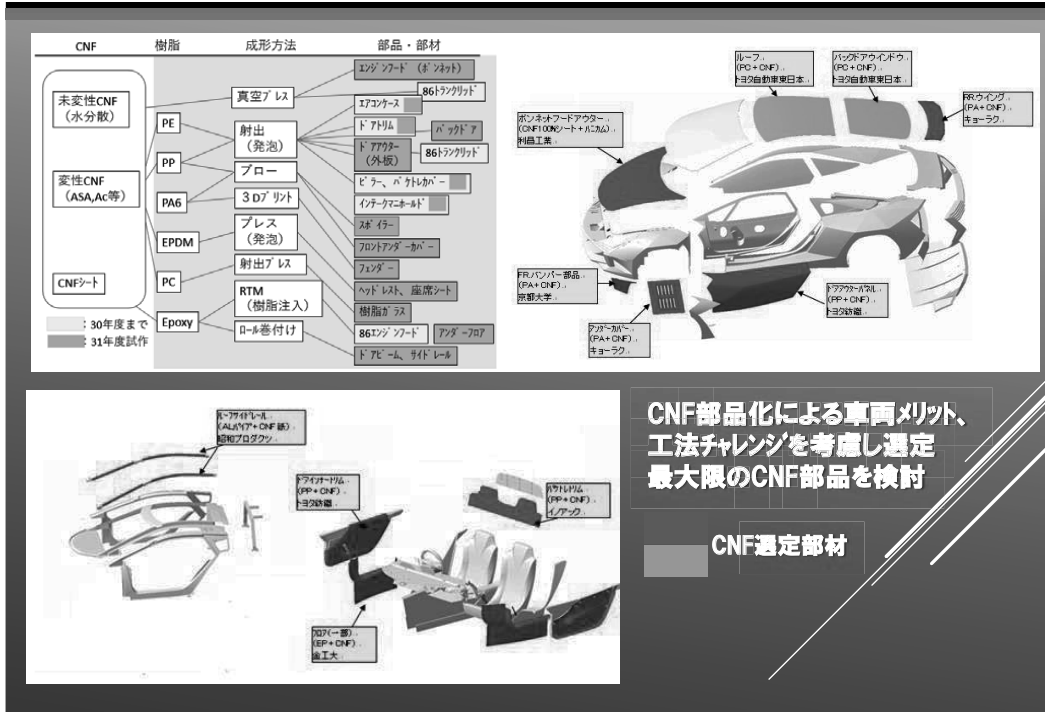 CNF 樹脂 成形方法 部品・部材
未変性CNF
（水分散）
変性CNF
（ASA,Ac等）
CNFシート
：30年度まで
：31年度試作
PE
PP
PA6
EPDM
PC
Epoxy
真空プレス
射出
（発泡）
ブロー
３Dプリント
プレス
（発泡）
射出プレス
RTM
（樹脂注入）
ロール巻付け
エンジンフード（ボンネット）
86トランクリッド
エアコンケース
ドアトリム
バックドア
ドアアウター
（外板）
86トランクリッド
ピラー、バケトレカバー
インテークマニホールド
スポイラー
フロントアンダーカバー
フェンダー
ヘッドレスト、座席シート
樹脂ガラス
86エンジンフード
アンダーフロア
ドアビーム、サイドレール
ルーフ
（PC＋CNF）
トヨタ自動車東日本
バックドアウインドウ
（PC＋CNF）
トヨタ自動車東日本
RRウイング
（PA＋CNF）
キョーラク
ボンネットフードアウター
（CNF100%シート＋ハニカム）
利昌工業
FRバンパー部品
（PA＋CNF）
京都大学
アンダーカバー
（PA＋CNF）
キョーラク
ドアアウターパネル
（PP＋CNF）
トヨタ紡織
ルーフサイドレール
昭和プロダクツ
ドアインナートリム
（PP＋CNF）
トヨタ紡織
（PP＋CNF）
イノアック
フロア（一部）
（EP＋CNF）
金工大
CNF部品化による車両メリット、
工法チャレンジを考慮し選定
最大限のCNF部品を検討
CNF選定部材